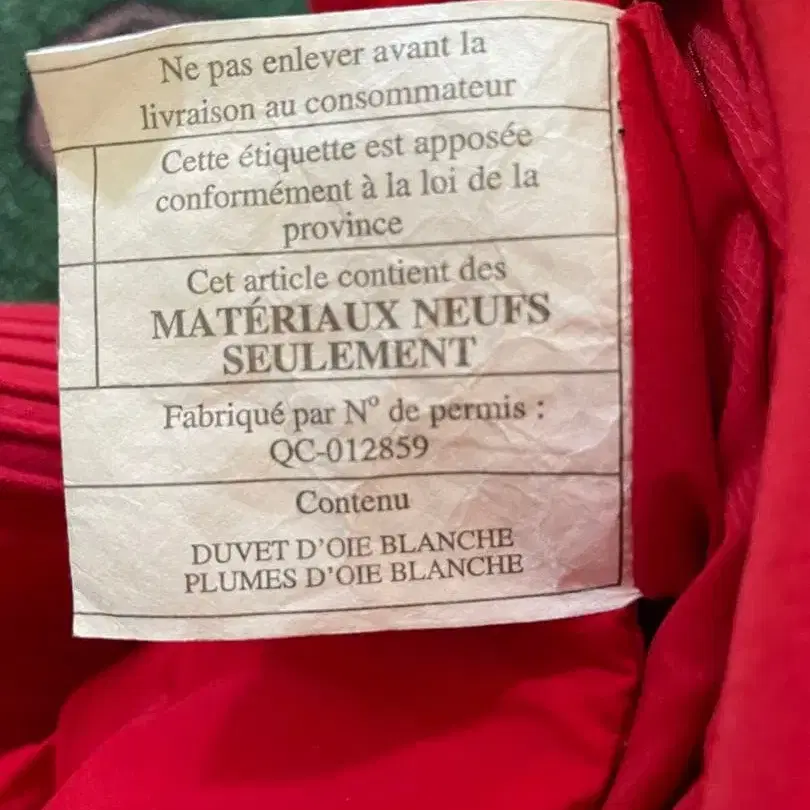 Ne pas enlever avant la
livraison au consommateur
Cette étiquette est apposée
conformément à la loi de la
province
Cet article contient des
MATÉRIAUX NEUFS
SEULEMENT
Fabriqué par Nº de permis :
QC-012859
Contenu
DUVET D'OIE BLANCHE
PLUMES D'OIE BLANCHE